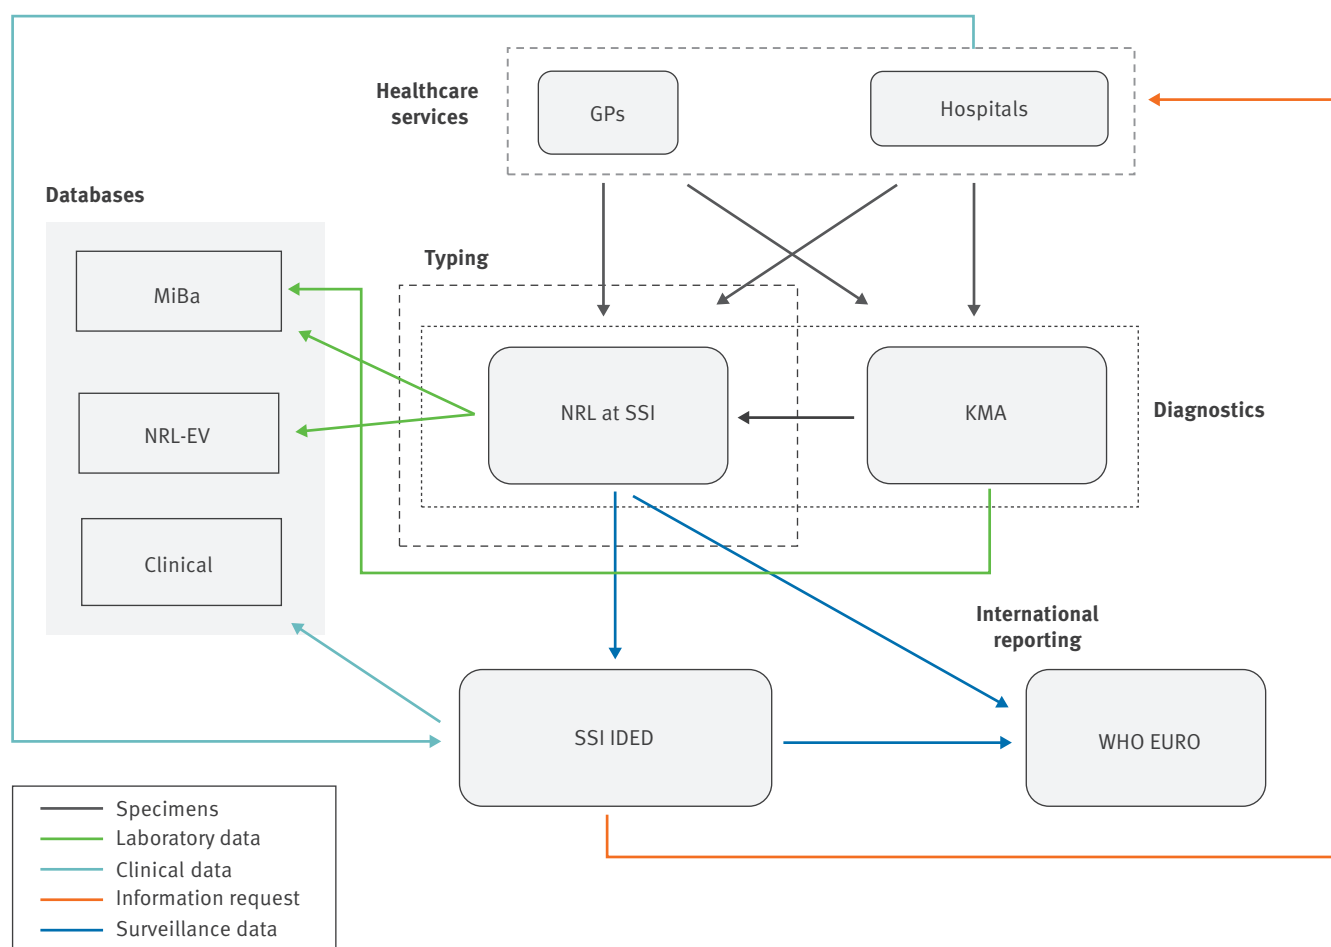 Healthcare
services
GPs
Hospitals
Databases
MiBa
NRL-EV
Clinical
Typing
NRL at SSI
KMA
Diagnostics
International
reporting
SSI IDED
WHO EURO
Specimens
Laboratory data
Clinical data
Information request
Surveillance data